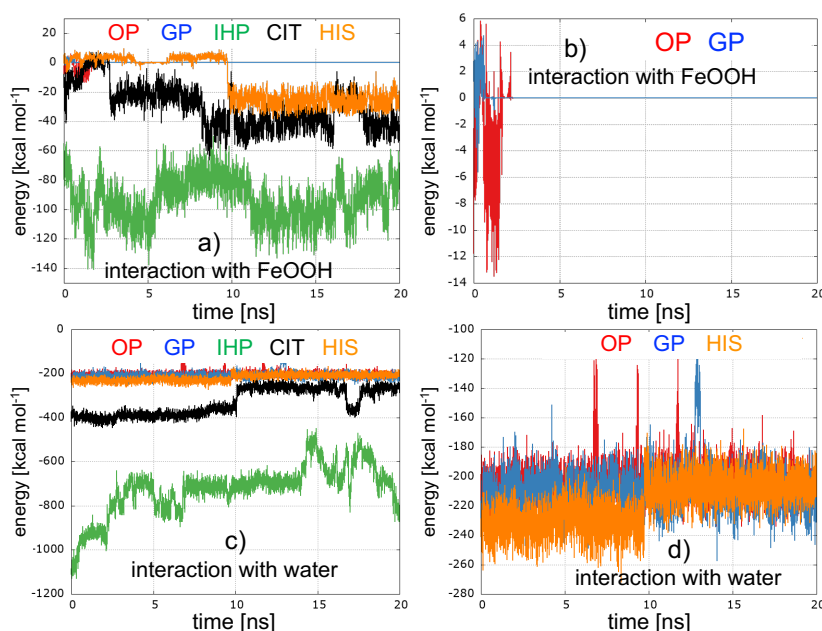 OP GP IHP CIT HIS
20
0
-20
-40
-60
-80
-100
-120
-140
energy [kcal mol-1]
a)
interaction with FeOOH
0 5 10 15 20
time [ns]
b) OP GP
interaction with FeOOH
6
4
2
0
-2
-4
-6
-8
-10
-12
-14
energy [kcal mol-1]
0 5 10 15 20
time [ns]
OP GP IHP CIT HIS
0
-200
-400
-600
-800
-1000
-1200
energy [kcal mol-1]
c)
interaction with water
0 5 10 15 20
time [ns]
OP GP HIS
-100
-120
-140
-160
-180
-200
-220
-240
-260
-280
energy [kcal mol-1]
d)
interaction with water
0 5 10 15 20
time [ns]